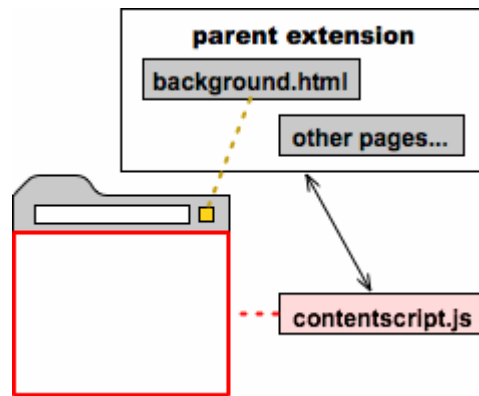 parent extension
background.html
other pages...
contentscript.js